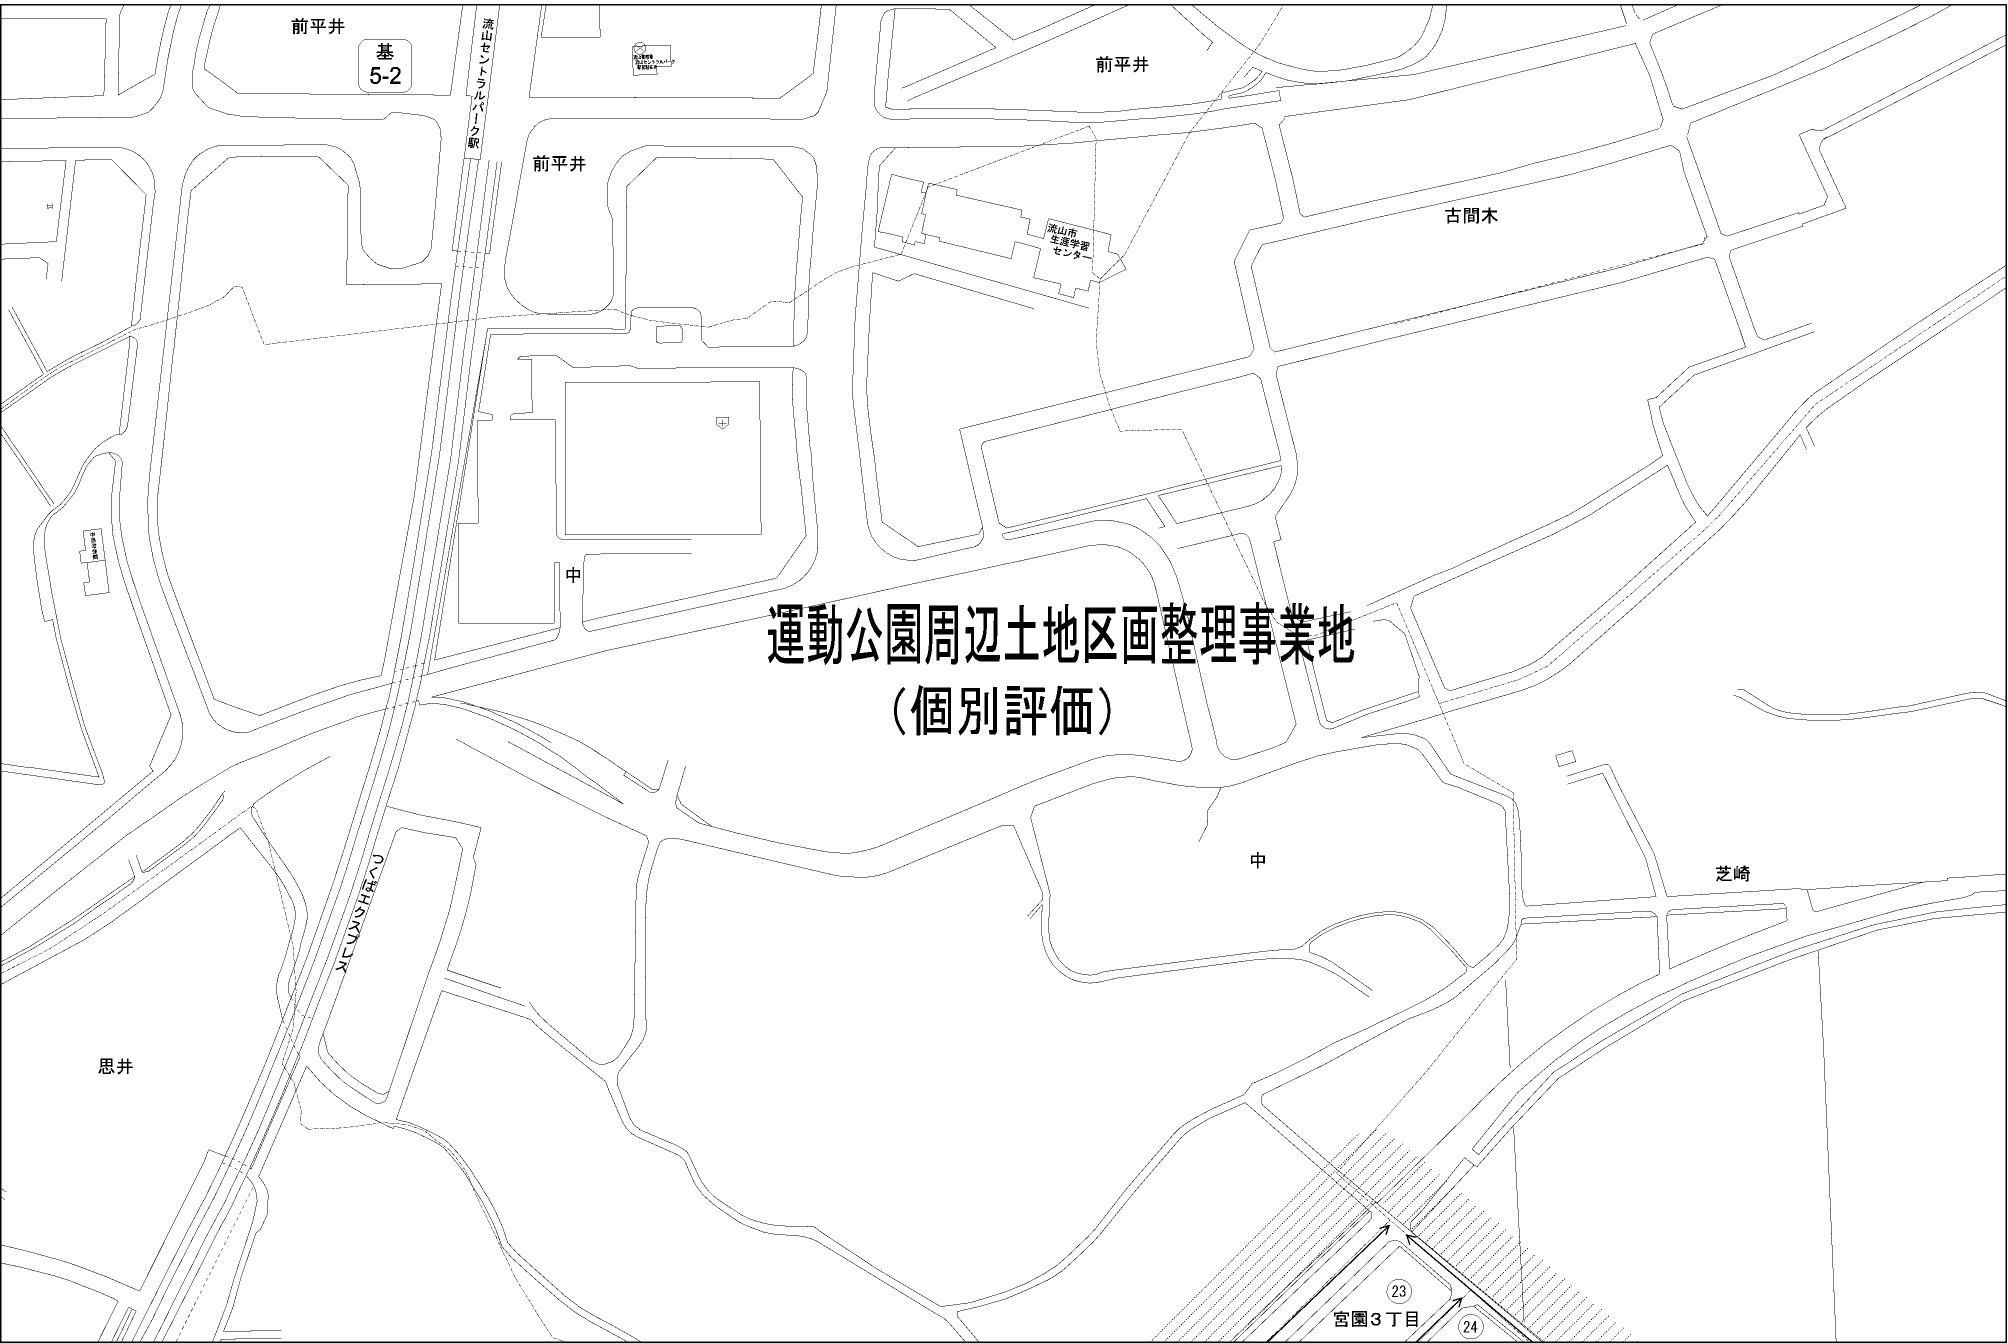 前平井
基
5-2
流山セントラルパーク駅
前平井
前平井
古間木
流山市
生涯学習
センター
中
運動公園周辺土地区画整理事業地
（個別評価）
中
芝崎
つくばエクスプレス
思井
23
宮園３丁目
24